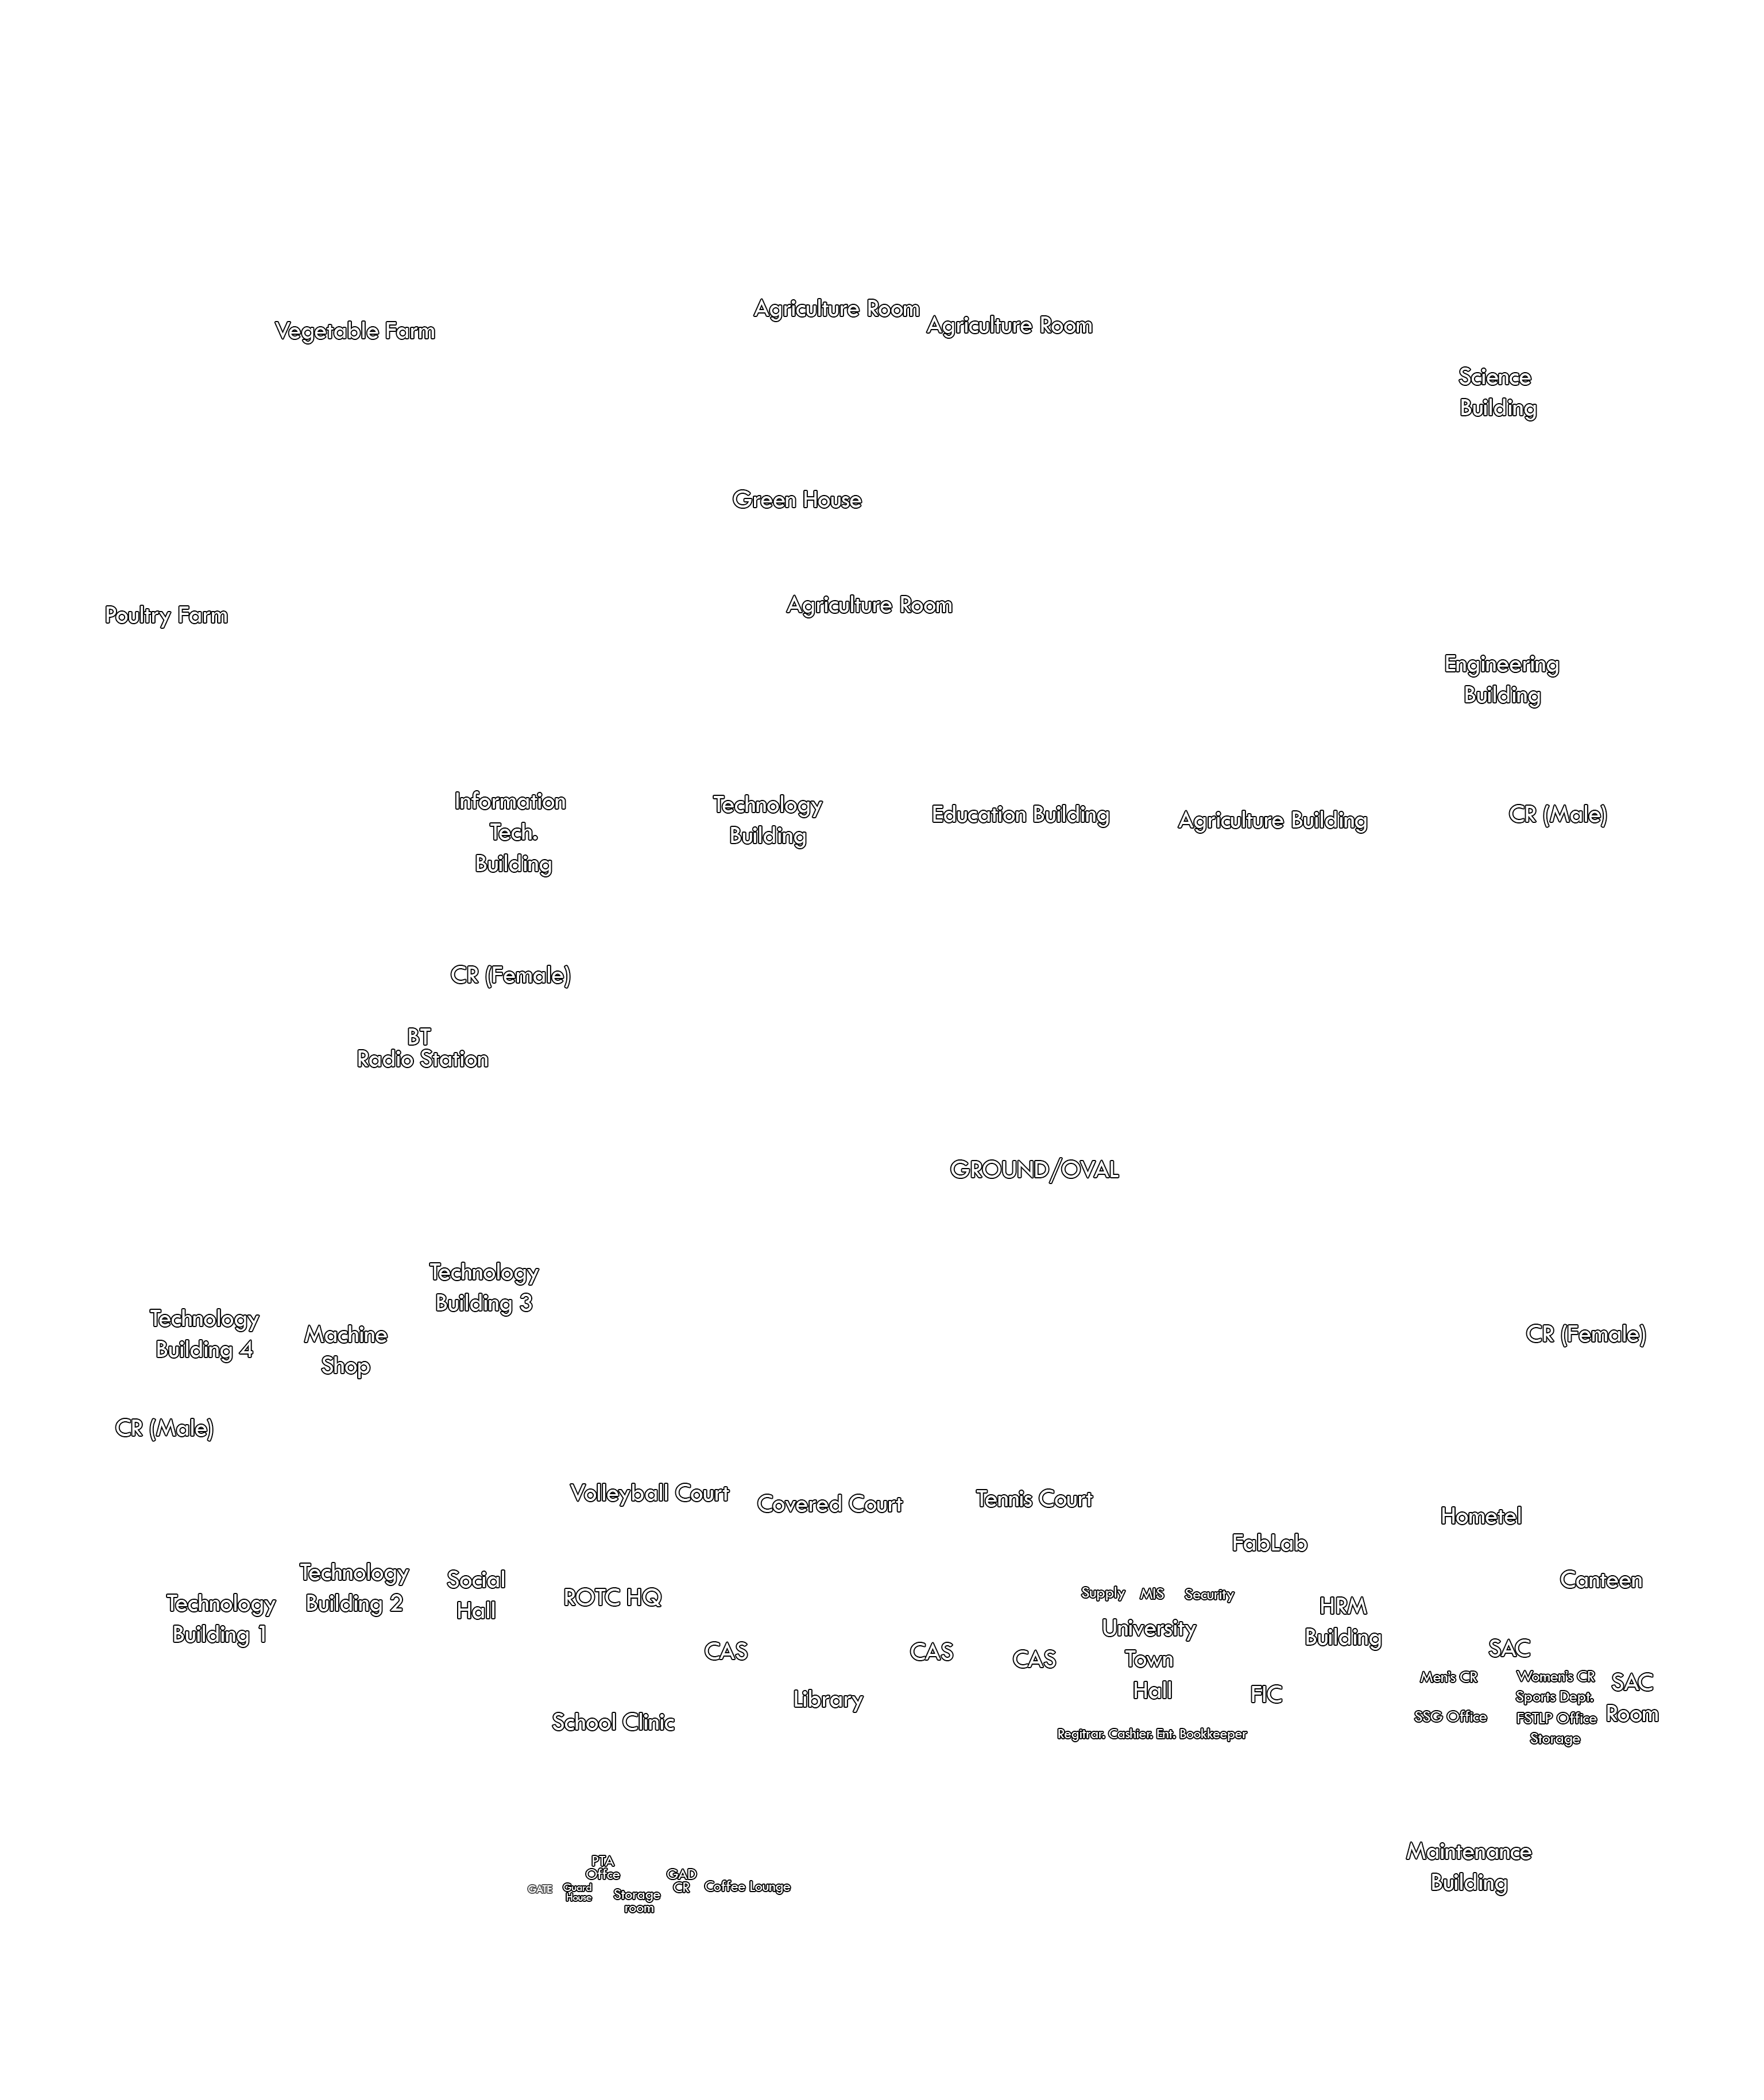 Agriculture Room
Vegetable Farm
Agriculture Room
Science
Building
Green House
Agriculture Room
Poultry Farm
Engineering
Building
Information
Tech.
Building
Technology
Building
Education Building
Agriculture Building
CR (Male)
CR (Female)
BT
Radio Station
GROUND/OVAL
Technology
Building 3
Technology
Building 4
Machine
Shop
CR (Female)
CR (Male)
Volleyball Court
Covered Court
Tennis Court
Hometel
FabLab
Technology
Building 1
Technology
Building 2
Social
Hall
ROTC HQ
Canteen
Supply
MIS
Security
University
Town
Hall
HRM
Building
CAS
CAS
CAS
SAC
Library
FIC
Men's CR
Women's CR
Sports Dept.
FSTLP Office
Storage
SAC
Room
SSG Office
School Clinic
Regitrar. Cashier. Ent. Bookkeeper
Maintenance
Building
PTA
Offce
GATE
Guard
House
Storage
room
GAD
CR
Coffee Lounge